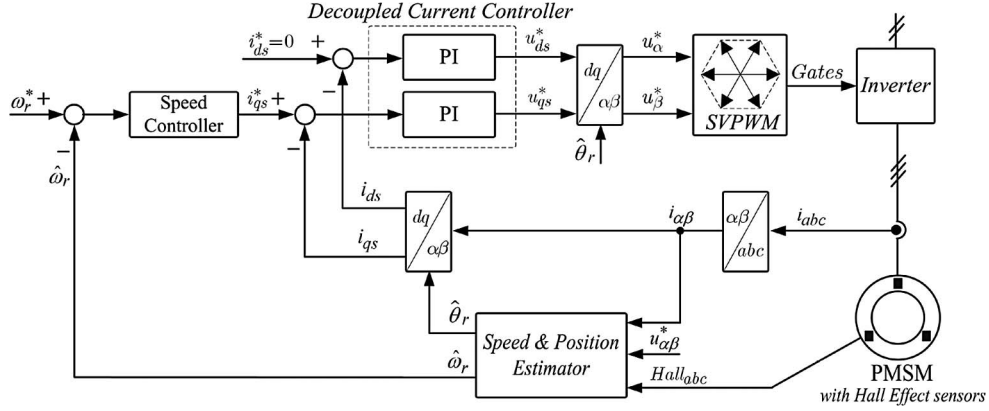 Decoupled Current Controller
i*ds=0 +
−
PI
u*ds
dq
αβ
u*α
SVPWM
Gates
Inverter
ω*r +
−
Speed
Controller
i*qs +
−
PI
u*qs
u*β
θ̂r
ω̂r
ids
iqs
dq
αβ
iαβ
αβ
abc
iabc
θ̂r
ω̂r
Speed & Position
Estimator
u*αβ
Hallabc
PMSM
with Hall Effect sensors